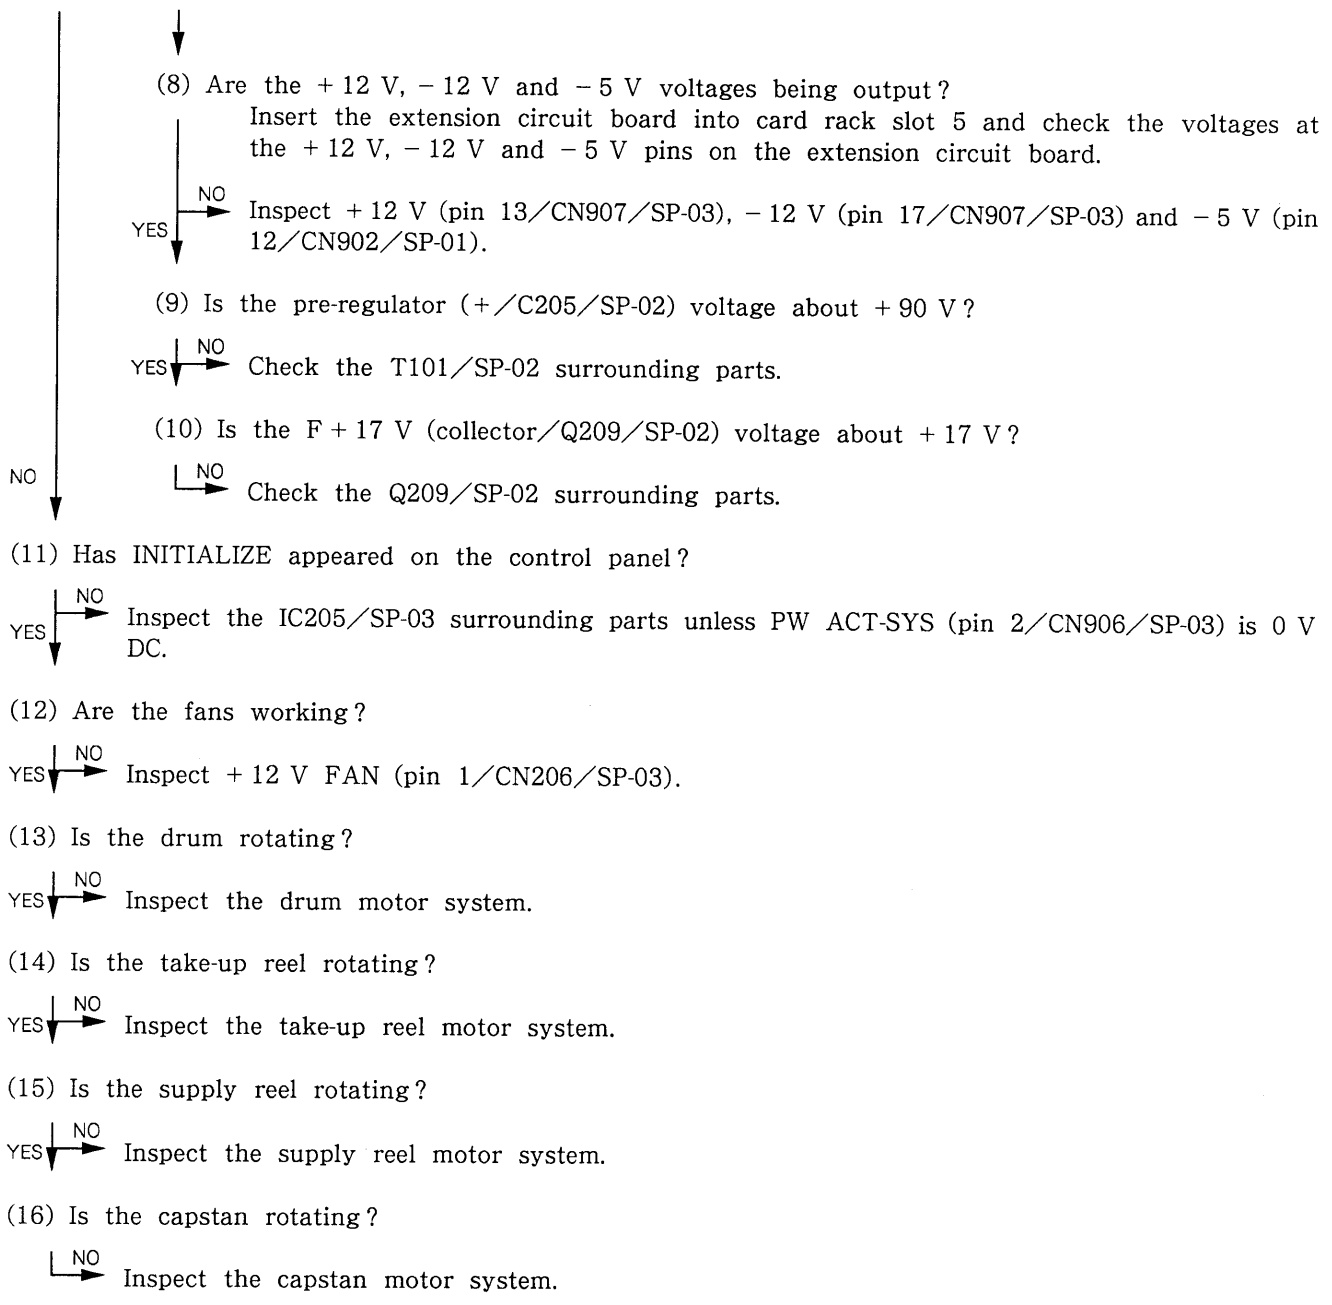 (8) Are the +12 V, −12 V and −5 V voltages being output?
Insert the extension circuit board into card rack slot 5 and check the voltages at
the +12 V, −12 V and −5 V pins on the extension circuit board.
NO
YES
Inspect +12 V (pin 13/CN907/SP-03), −12 V (pin 17/CN907/SP-03) and −5 V (pin
12/CN902/SP-01).
(9) Is the pre-regulator (+/C205/SP-02) voltage about +90 V?
NO
YES
Check the T101/SP-02 surrounding parts.
(10) Is the F+17 V (collector/Q209/SP-02) voltage about +17 V?
NO
NO
Check the Q209/SP-02 surrounding parts.
(11) Has INITIALIZE appeared on the control panel?
NO
YES
Inspect the IC205/SP-03 surrounding parts unless PW ACT-SYS (pin 2/CN906/SP-03) is 0 V
DC.
(12) Are the fans working?
NO
YES
Inspect +12 V FAN (pin 1/CN206/SP-03).
(13) Is the drum rotating?
NO
YES
Inspect the drum motor system.
(14) Is the take-up reel rotating?
NO
YES
Inspect the take-up reel motor system.
(15) Is the supply reel rotating?
NO
YES
Inspect the supply reel motor system.
(16) Is the capstan rotating?
NO
Inspect the capstan motor system.